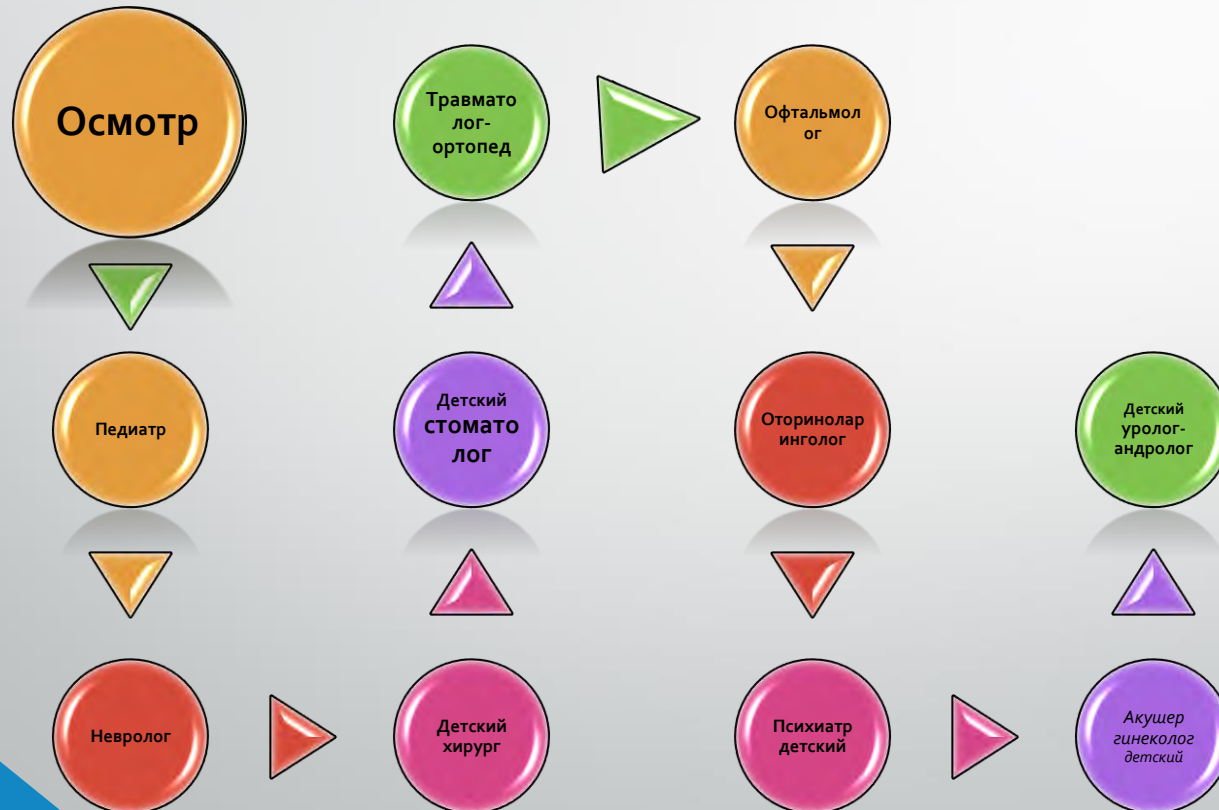 Осмотр
Педиатр
Невролог
Детский
хирург
Детский
стомато
лог
Травмато
лог-
ортопед
Офтальмол
ог
Оторинолар
инголог
Психиатр
детский
Акушер
гинеколог
детский
Детский
уролог-
андролог